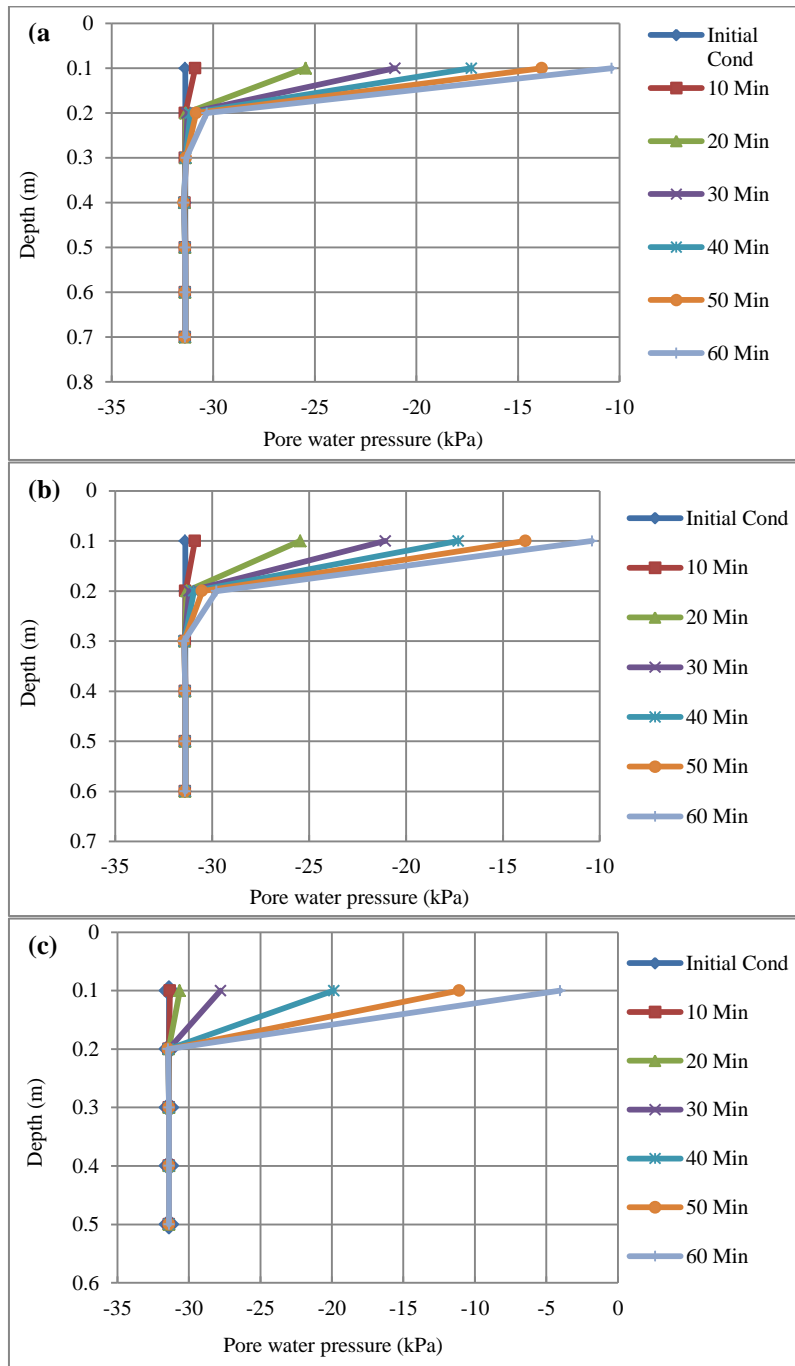 (a
0
0.1
0.2
0.3
0.4
0.5
0.6
0.7
0.8
Depth (m)
-35 -30 -25 -20 -15 -10
Pore water pressure (kPa)
Initial
Cond
10 Min
20 Min
30 Min
40 Min
50 Min
60 Min
(b)
0
0.1
0.2
0.3
0.4
0.5
0.6
0.7
Depth (m)
-35 -30 -25 -20 -15 -10
Pore water pressure (kPa)
Initial Cond
10 Min
20 Min
30 Min
40 Min
50 Min
60 Min
(c)
0
0.1
0.2
0.3
0.4
0.5
0.6
Depth (m)
-35 -30 -25 -20 -15 -10 -5 0
Pore water pressure (kPa)
Initial Cond
10 Min
20 Min
30 Min
40 Min
50 Min
60 Min